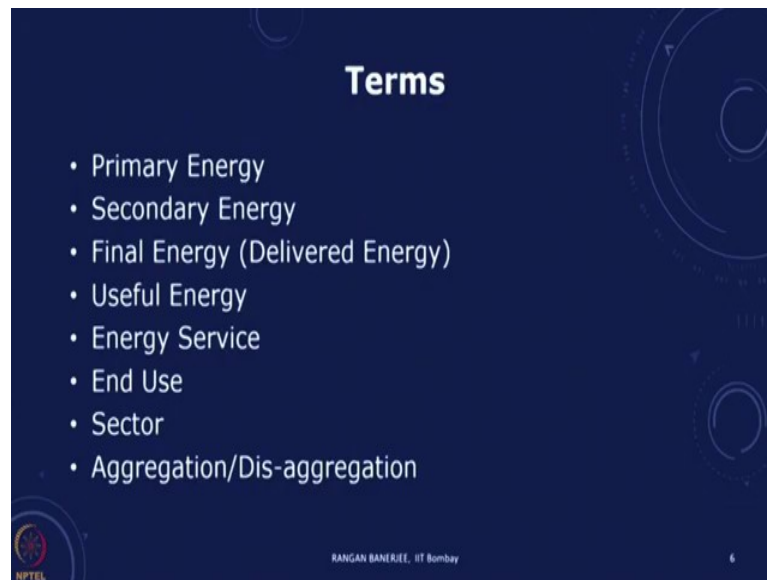 Terms
• Primary Energy
• Secondary Energy
• Final Energy (Delivered Energy)
• Useful Energy
• Energy Service
• End Use
• Sector
• Aggregation/Dis-aggregation
NPTEL
RANGAN BANERJEE, IIT Bombay
6